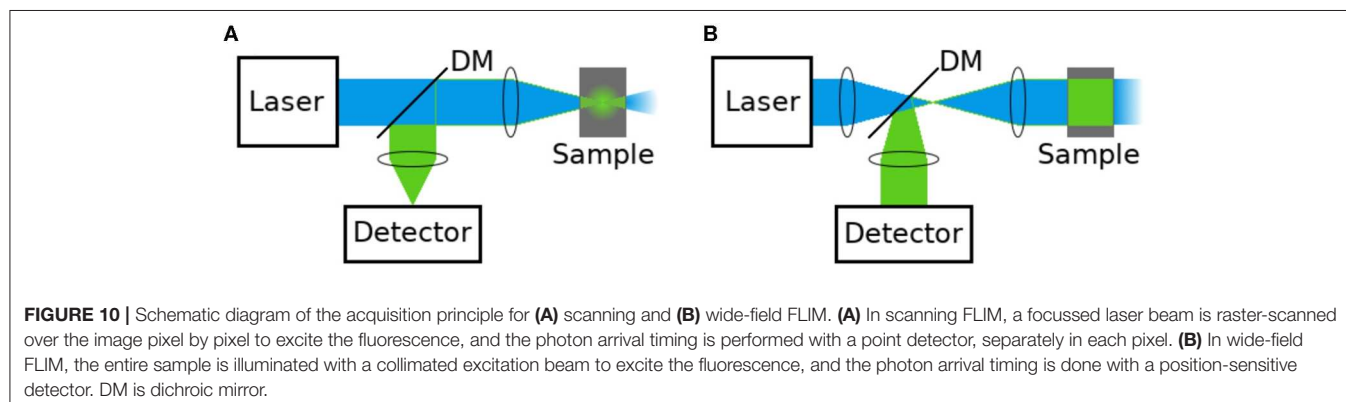 A
B
DM
DM
Laser
Laser
Sample
Sample
Detector
Detector
FIGURE 10 | Schematic diagram of the acquisition principle for (A) scanning and (B) wide-field FLIM. (A) In scanning FLIM, a focussed laser beam is raster-scanned
over the image pixel by pixel to excite the fluorescence, and the photon arrival timing is performed with a point detector, separately in each pixel. (B) In wide-field
FLIM, the entire sample is illuminated with a collimated excitation beam to excite the fluorescence, and the photon arrival timing is done with a position-sensitive
detector. DM is dichroic mirror.